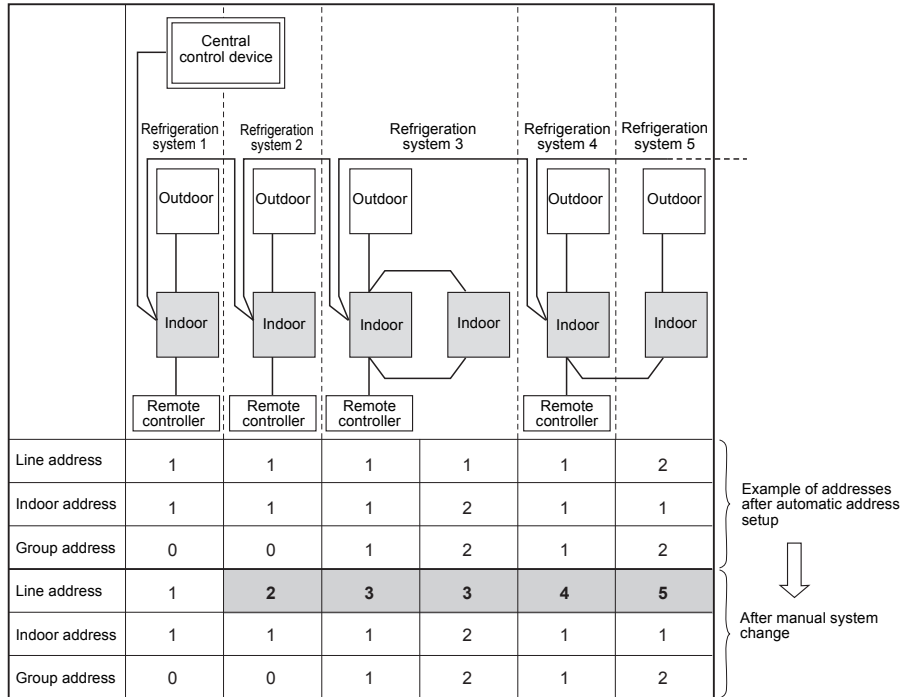 Central
control device
Refrigeration
system 1
Refrigeration
system 2
Refrigeration
system 3
Refrigeration
system 4
Refrigeration
system 5
Outdoor
Outdoor
Outdoor
Outdoor
Outdoor
Indoor
Indoor
Indoor
Indoor
Indoor
Indoor
Remote
controller
Remote
controller
Remote
controller
Remote
controller
Line address 1 1 1 1 1 2
Indoor address 1 1 1 2 1 1
Group address 0 0 1 2 1 2
Example of addresses
after automatic address
setup
Line address 1 2 3 3 4 5
Indoor address 1 1 1 2 1 1
Group address 0 0 1 2 1 2
After manual system
change